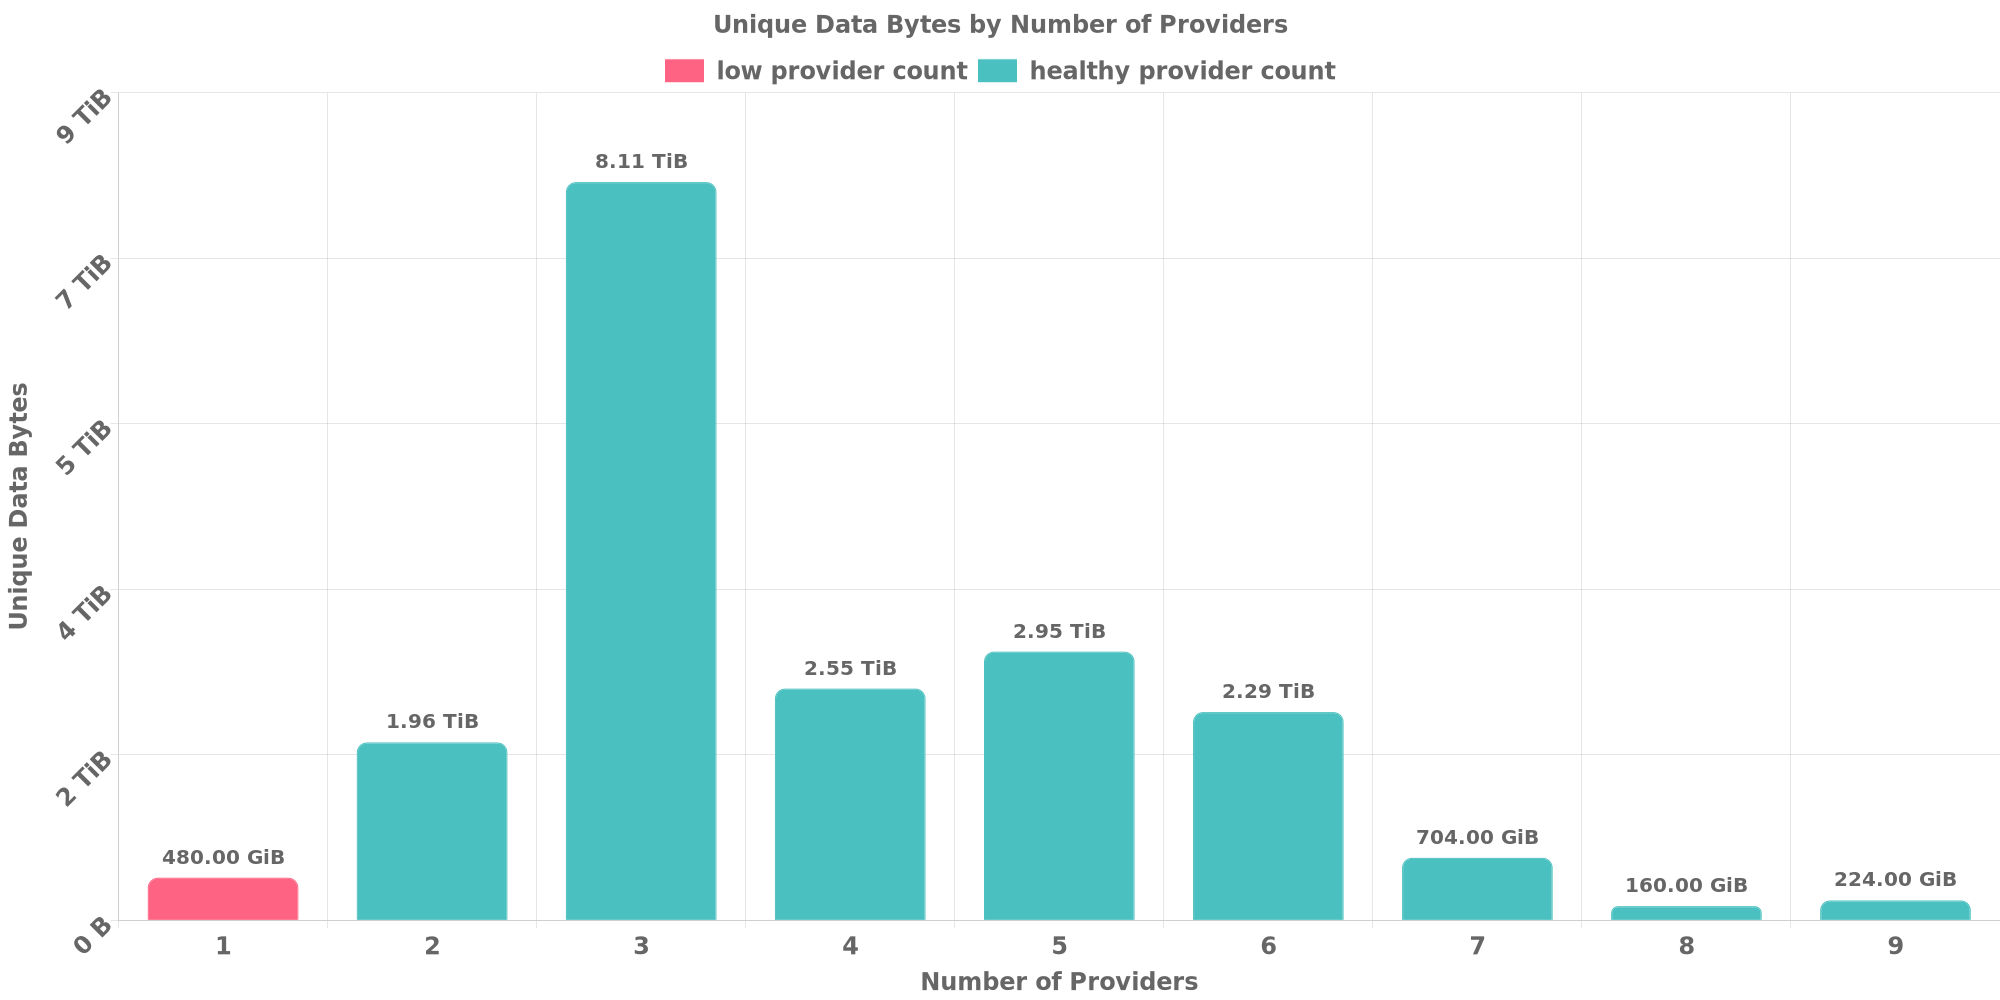 Unique Data Bytes by Number of Providers
low provider count healthy provider count
9 TiB
7 TiB
5 TiB
4 TiB
2 TiB
0 B
Unique Data Bytes
480.00 GiB
1.96 TiB
8.11 TiB
2.55 TiB
2.95 TiB
2.29 TiB
704.00 GiB
160.00 GiB
224.00 GiB
1 2 3 4 5 6 7 8 9
Number of Providers